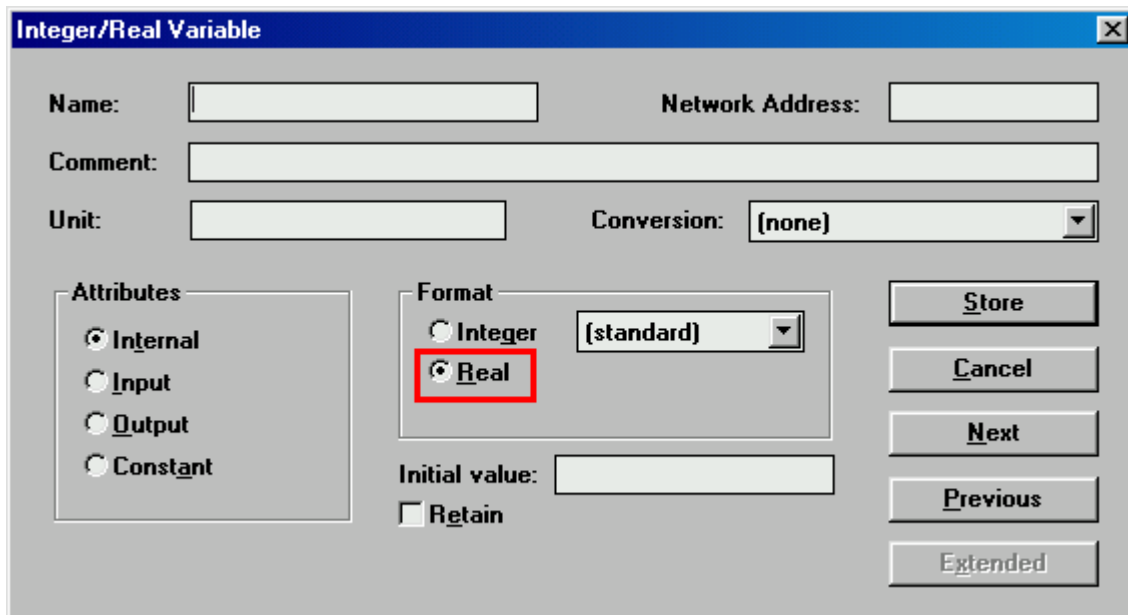 Integer/Real Variable
Name:
Network Address:
Comment:
Unit:
Conversion: (none)
Attributes
Internal
Input
Output
Constant
Format
Integer (standard)
Real
Initial value:
Retain
Store
Cancel
Next
Previous
Extended